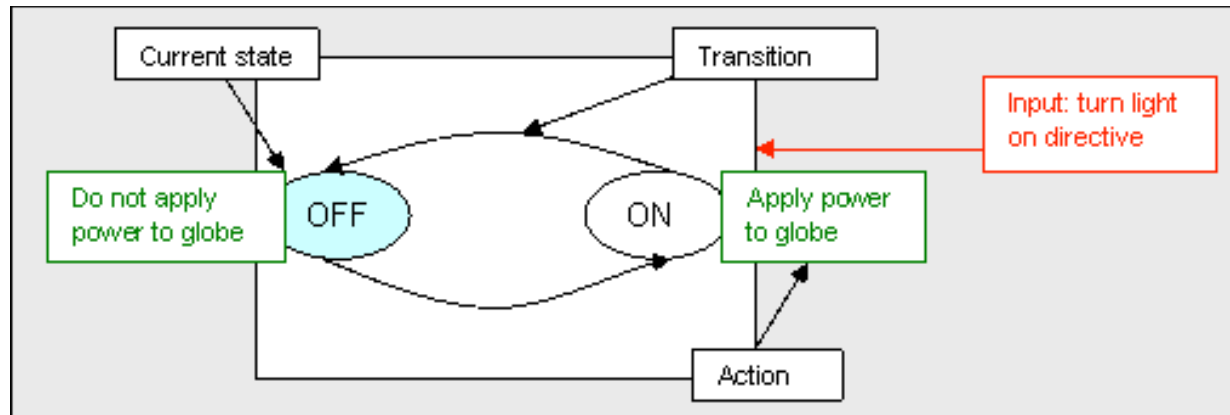 Current state
Transition
Input: turn light
on directive
Do not apply
power to globe
OFF
ON
Apply power
to globe
Action